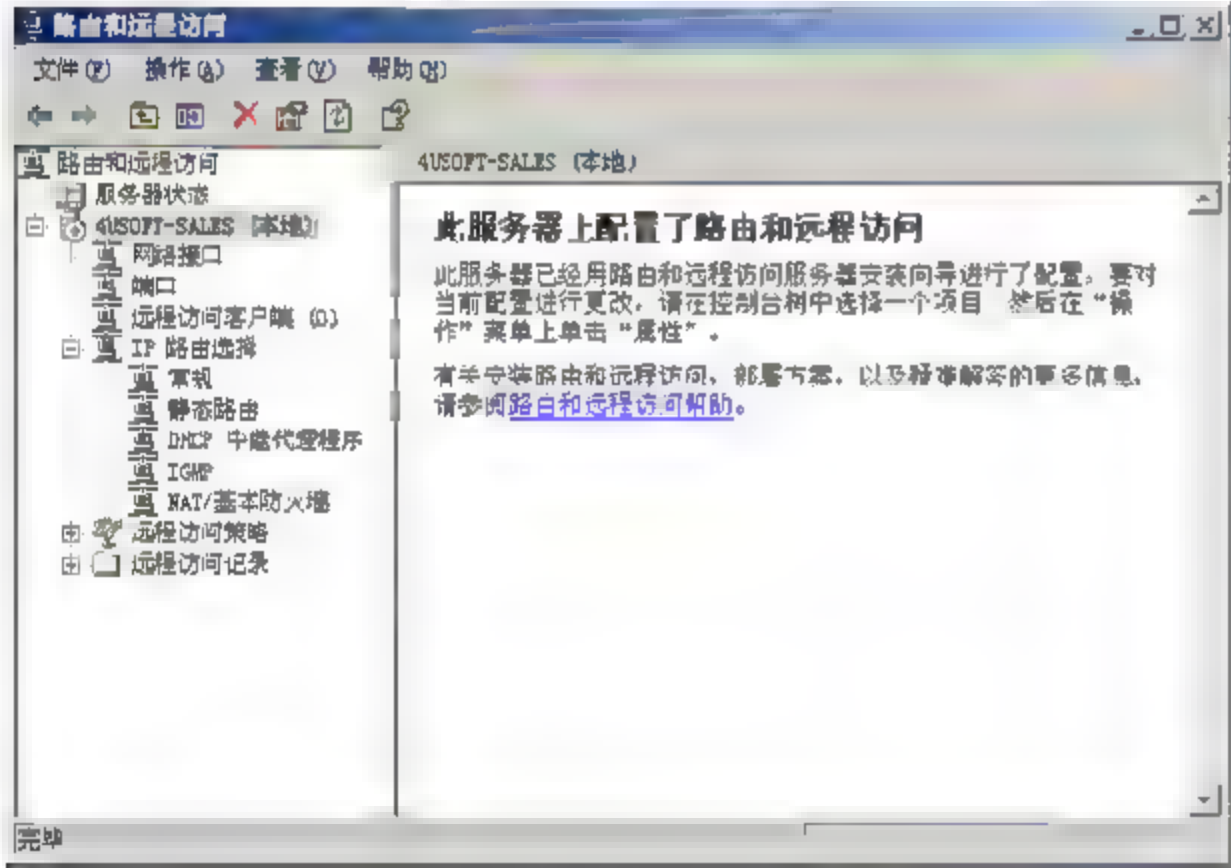 路由和远程访问
文件(F) 操作(A) 查看(V) 帮助(H)
路由和远程访问
服务器状态
4USOFT-SALES (本地)
网络接口
端口
远程访问客户端 (0)
IP 路由选择
常规
静态路由
DHCP 中继代理程序
IGMP
NAT/基本防火墙
远程访问策略
远程访问记录
4USOFT-SALES (本地)
此服务器上配置了路由和远程访问
此服务器已经用路由和远程访问服务器安装向导进行了配置。要对
当前配置进行更改，请在控制台树中选择一个项目，然后在“操
作”菜单上单击“属性”。
有关安装路由和远程访问，部署方案，以及疑难解答的更多信息，
请参阅路由和远程访问帮助。
完毕